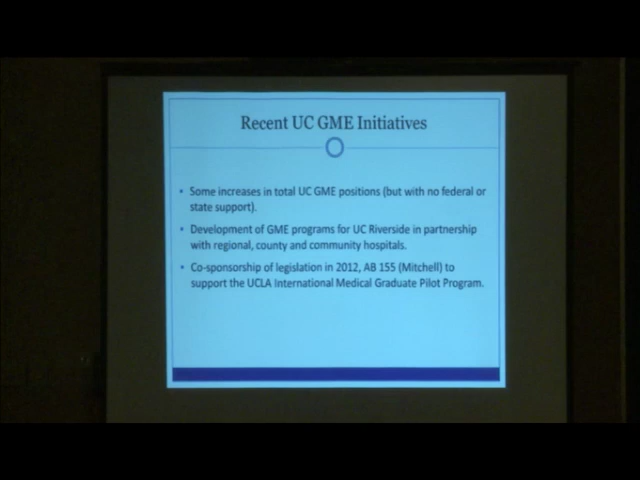 Recent UC GME Initiatives
• Some increases in total UC GME positions (but with no federal or
state support).
• Development of GME programs for UC Riverside in partnership
with regional, county and community hospitals.
• Co-sponsorship of legislation in 2012, AB 155 (Mitchell) to
support the UCLA International Medical Graduate Pilot Program.